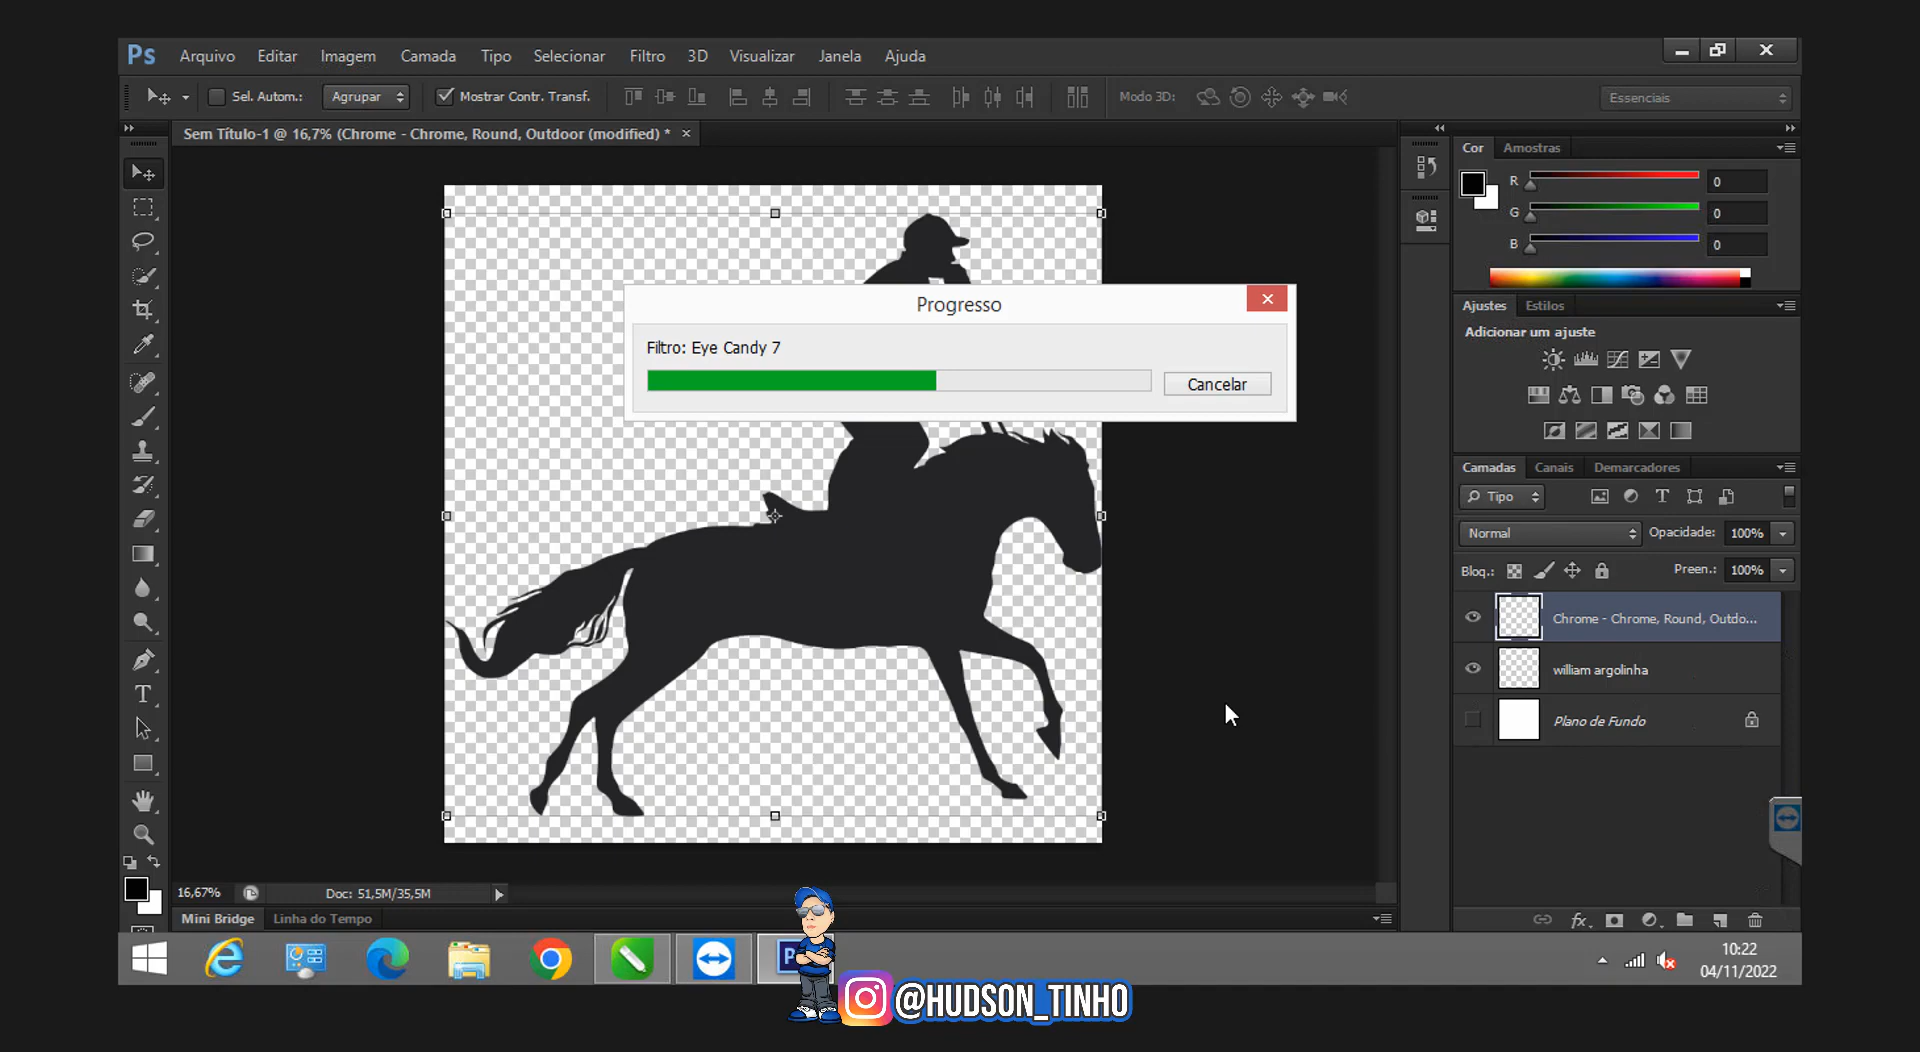 Ps Arquivo Editar Imagem Camada Tipo Selecionar Filtro 3D Visualizar Janela Ajuda
Sel. Autom.: Agrupar Mostrar Contr. Transf. Modo 3D: Essenciais
Sem Título-1 @ 16,7% (Chrome - Chrome, Round, Outdoor (modified) * ×
Cor Amostras
R 0
G 0
B 0
Progresso
Filtro: Eye Candy 7
Cancelar
Ajustes Estilos
Adicionar um ajuste
Camadas Canais Demarcadores
Tipo
Normal Opacidade: 100%
Bloq.: Preen.: 100%
Chrome - Chrome, Round, Outdo...
william argolinha
Plano de Fundo
16,67% Doc: 51,5M/35,5M
Mini Bridge Linha do Tempo
10:22
04/11/2022
@HUDSON_TINHO